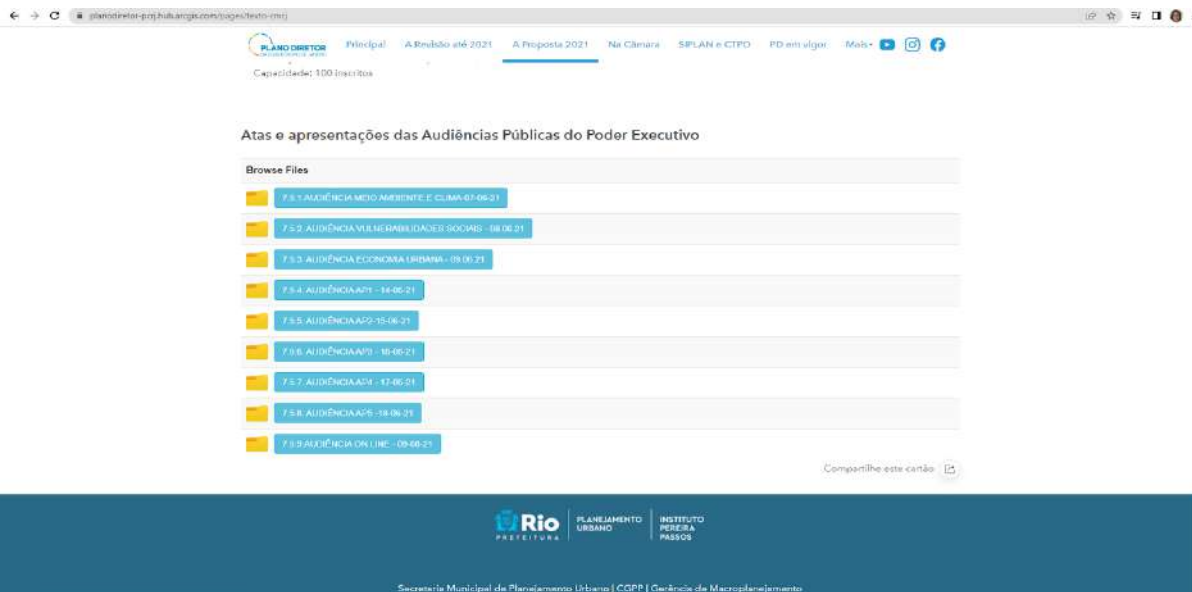 planodiretor-pcrj.hub.arcgis.com/pages/texto-cmrj
PLANO DIRETOR
Principal A Revisão até 2021 A Proposta 2021 Na Câmara SIPLAN e CTPD PD em vigor Mais
Capacidade: 100 inscritos
Atas e apresentações das Audiências Públicas do Poder Executivo
Browse Files
7.5.1 AUDIÊNCIA MEIO AMBIENTE E CLIMA-07-06-21
7.5.2. AUDIÊNCIA VULNERABILIDADES SOCIAIS - 08.06.21
7.5.3. AUDIÊNCIA ECONOMIA URBANA - 09.06.21
7.5.4. AUDIÊNCIA AP1 - 14-06-21
7.5.5. AUDIÊNCIA AP2-15-06-21
7.5.6. AUDIÊNCIA AP3 - 16-06-21
7.5.7. AUDIÊNCIA AP4 - 17-06-21
7.5.8. AUDIÊNCIA AP5 -18-06-21
7.5.9 AUDIÊNCIA ON LINE - 09-08-21
Compartilhe este cartão
Rio
PREFEITURA
PLANEJAMENTO
URBANO
INSTITUTO
PEREIRA
PASSOS
Secretaria Municipal de Planejamento Urbano | CGPP | Gerência de Macroplanejamento